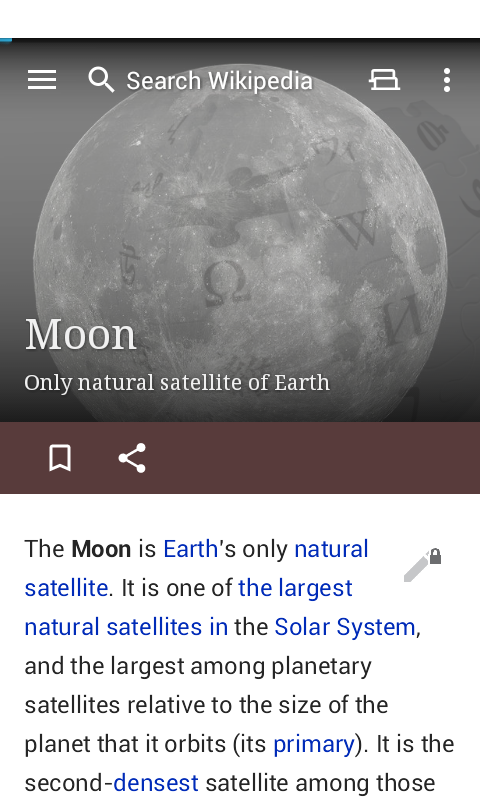 Search Wikipedia
Ω
W
И
Moon
Only natural satellite of Earth
The Moon is Earth's only natural
satellite. It is one of the largest
natural satellites in the Solar System,
and the largest among planetary
satellites relative to the size of the
planet that it orbits (its primary). It is the
second-densest satellite among those